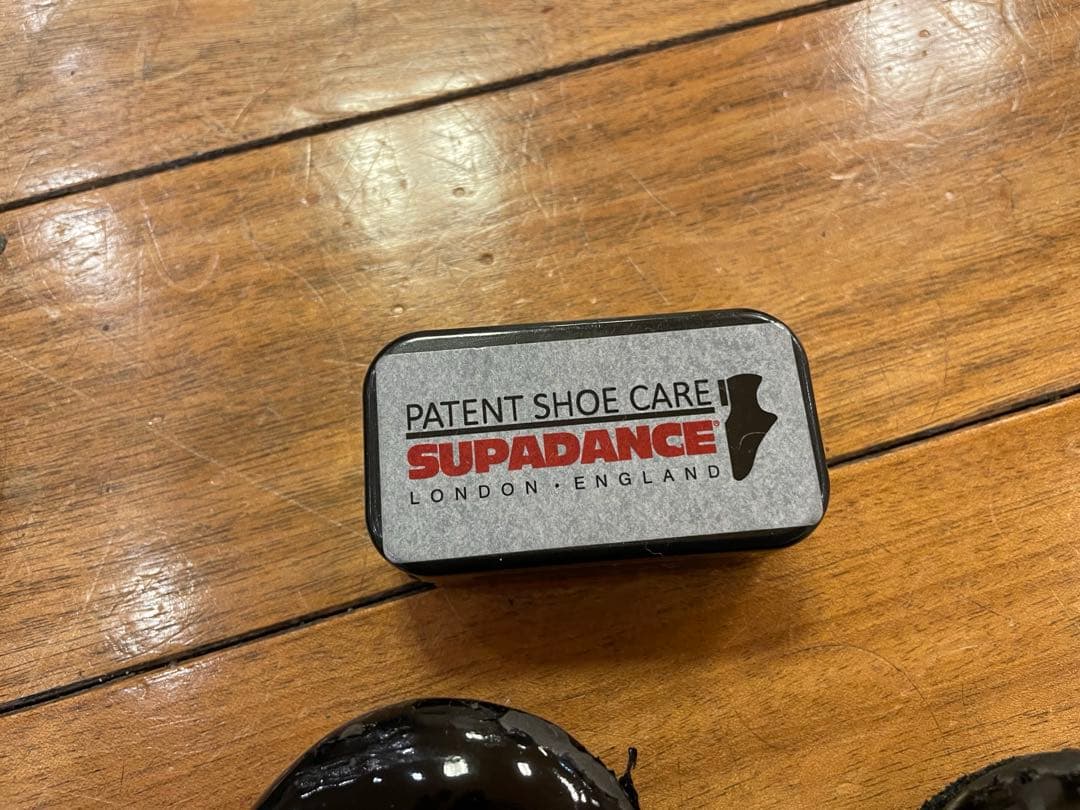 PATENT SHOE CARE
SUPADANCE®
LONDON · ENGLAND